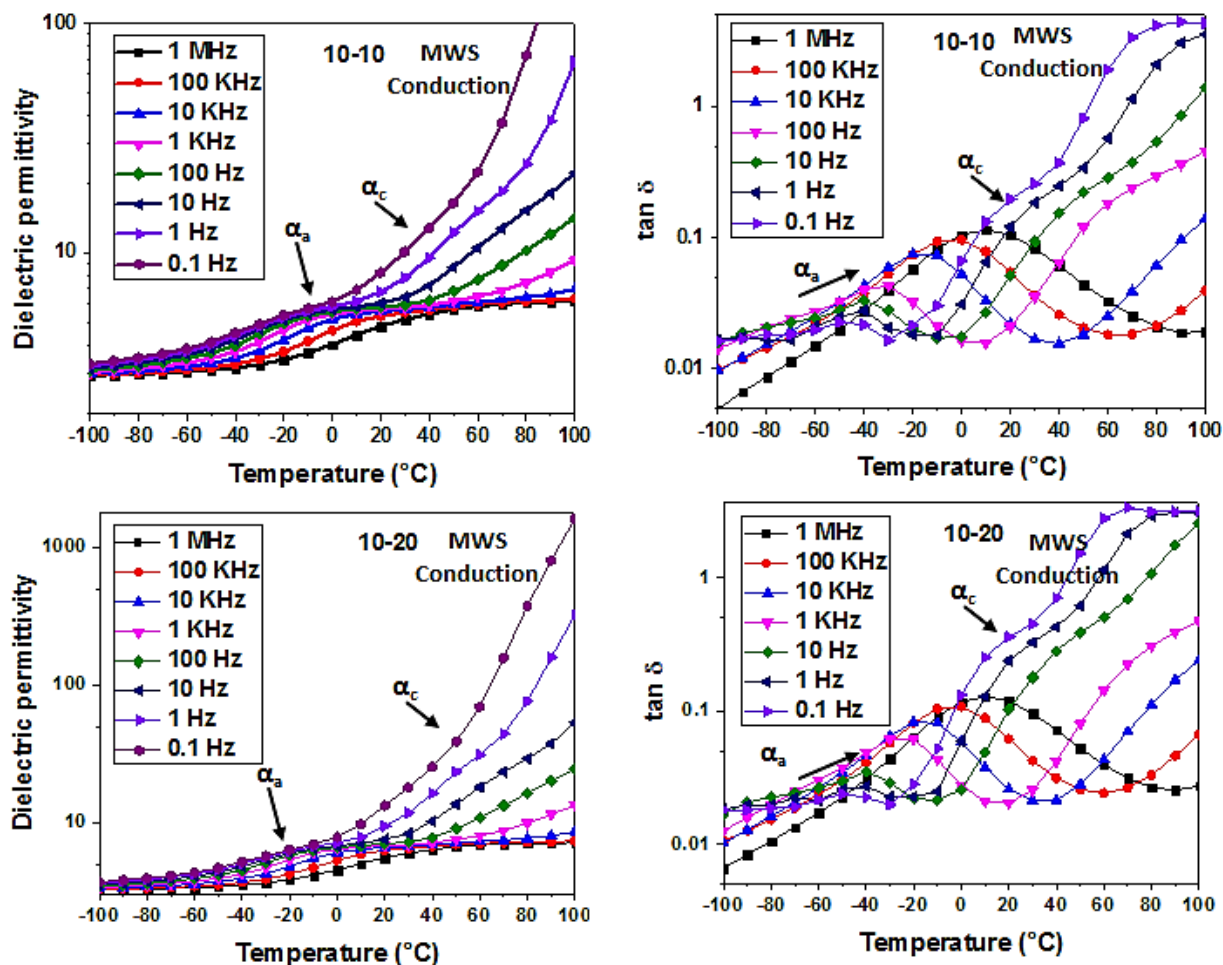 100
10
Dielectric permittivity
1 MHz
100 KHz
10 KHz
1 KHz
100 Hz
10 Hz
1 Hz
0.1 Hz
10-10 MWS
Conduction
αa
αc
-100 -80 -60 -40 -20 0 20 40 60 80 100
Temperature (°C)
1
0.1
0.01
tan δ
1 MHz
100 KHz
10 KHz
100 Hz
10 Hz
1 Hz
0.1 Hz
10-10 MWS
Conduction
αc
αa
-100 -80 -60 -40 -20 0 20 40 60 80 100
Temperature (°C)
1000
100
10
Dielectric permittivity
1 MHz
100 KHz
10 KHz
1 KHz
100 Hz
10 Hz
1 Hz
0.1 Hz
10-20 MWS
Conduction
αc
αa
-100 -80 -60 -40 -20 0 20 40 60 80 100
Temperature (°C)
1
0.1
0.01
tan δ
1 MHz
100 KHz
10 KHz
1 KHz
10 Hz
1 Hz
0.1 Hz
10-20 MWS
Conduction
αc
αa
-100 -80 -60 -40 -20 0 20 40 60 80 100
Temperature (°C)